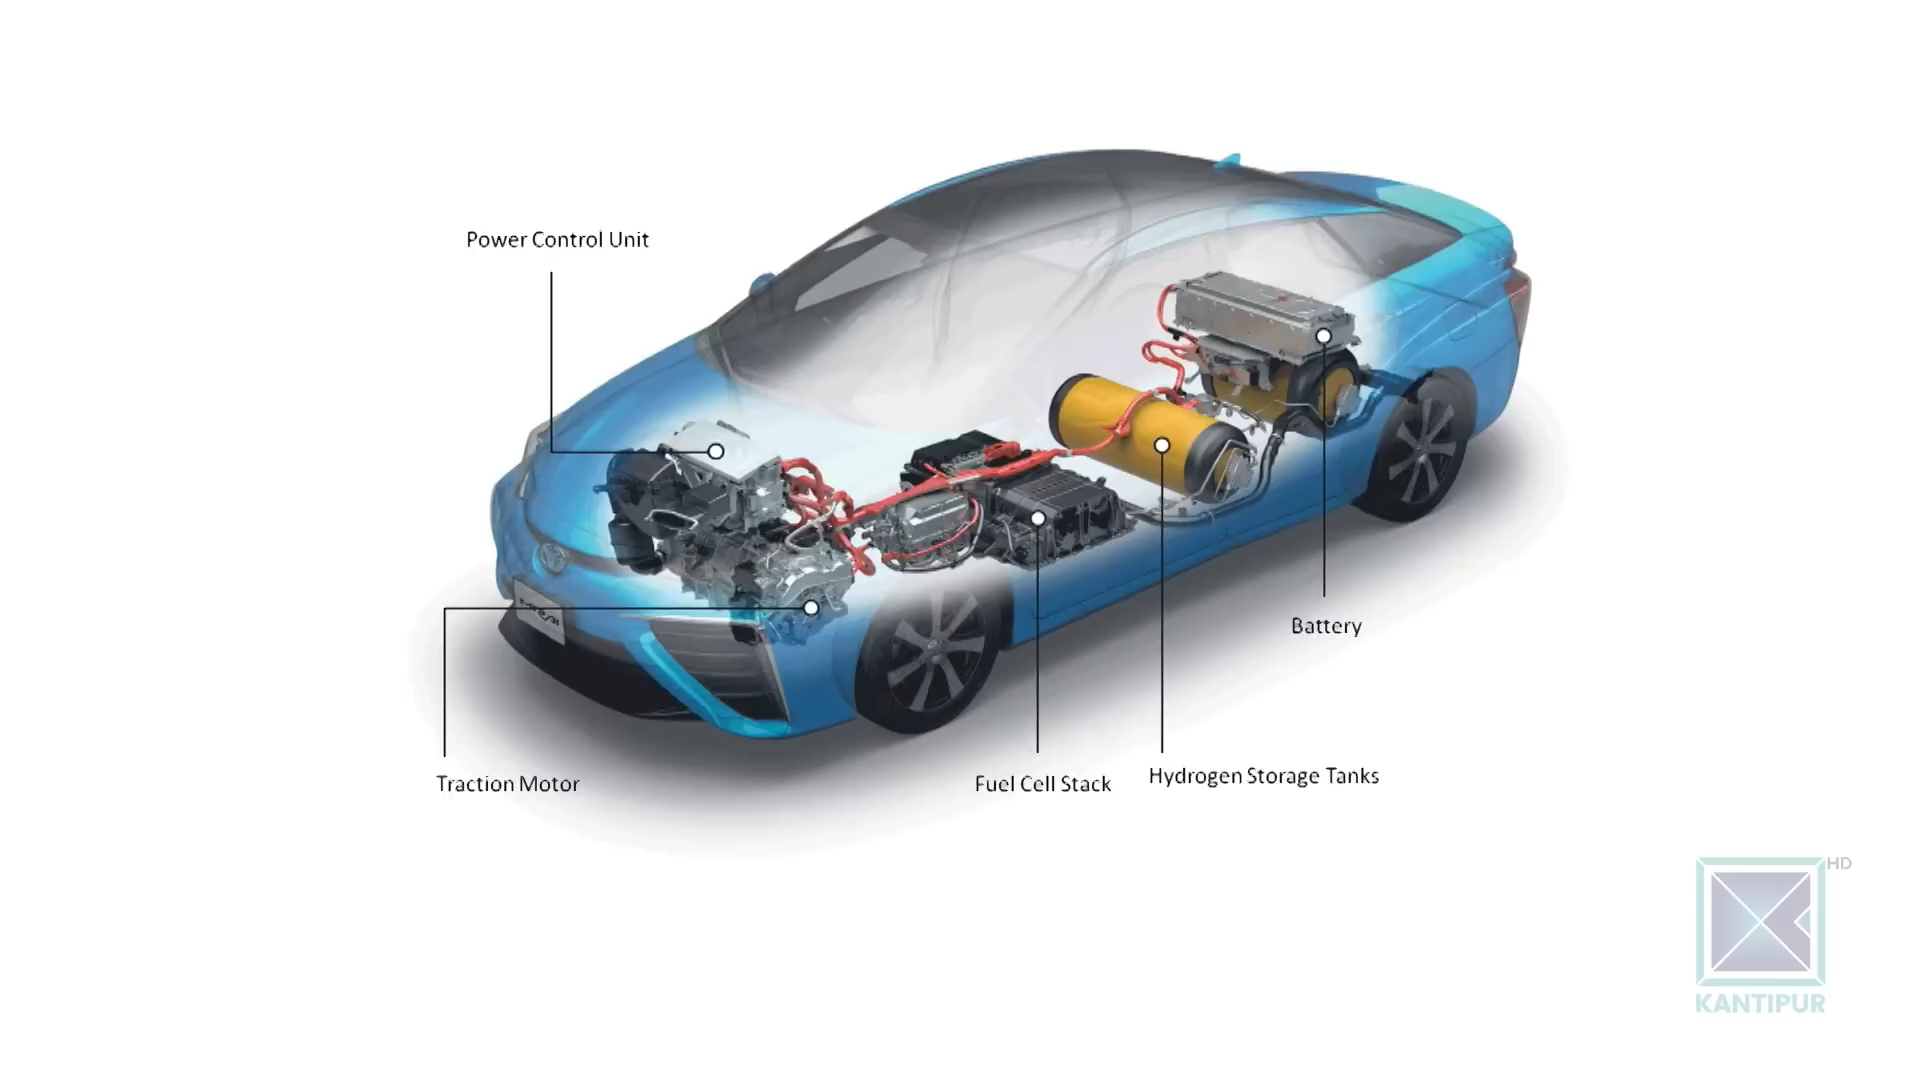 Power Control Unit
Battery
Traction Motor
Fuel Cell Stack
Hydrogen Storage Tanks
HD
KANTIPUR